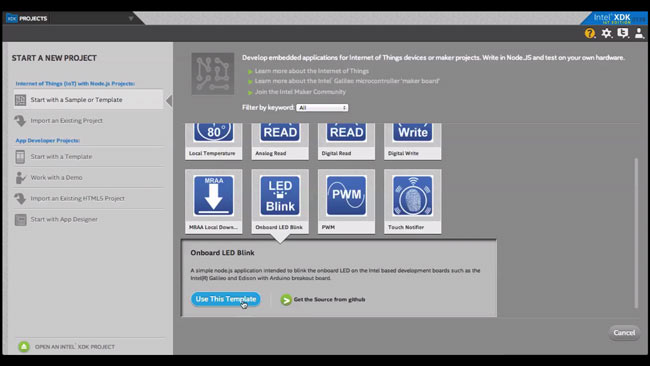 XDK PROJECTS
Intel® XDK
IoT EDITION
START A NEW PROJECT
Internet of Things (IoT) with Node.js Projects:
Start with a Sample or Template
Import an Existing Project
App Developer Projects:
Start with a Template
Work with a Demo
Import an Existing HTML5 Project
Start with App Designer
OPEN AN INTEL® XDK PROJECT
Develop embedded applications for Internet of Things devices or maker projects. Write in Node.JS and test on your own hardware.
Learn more about the Internet of Things
Learn more about the Intel® Galileo microcontroller 'maker board'
Join the Intel Maker Community
Filter by keyword: All
80° READ READ Write
Local Temperature Analog Read Digital Read Digital Write
MRAA LED Blink PWM
MRAA Local Down... Onboard LED Blink PWM Touch Notifier
Onboard LED Blink
A simple node.js application intended to blink the onboard LED on the Intel based development boards such as the
Intel(R) Galileo and Edison with Arduino breakout board.
Use This Template
Get the Source from github
Cancel